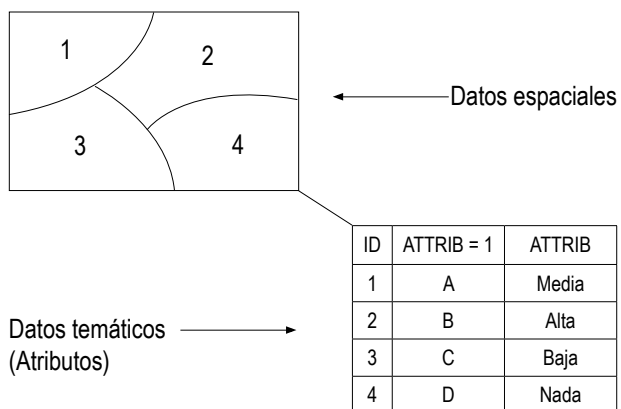 1
2
3
4
Datos espaciales
ID ATTRIB = 1 ATTRIB
1 A Media
2 B Alta
3 C Baja
4 D Nada
Datos temáticos
(Atributos)